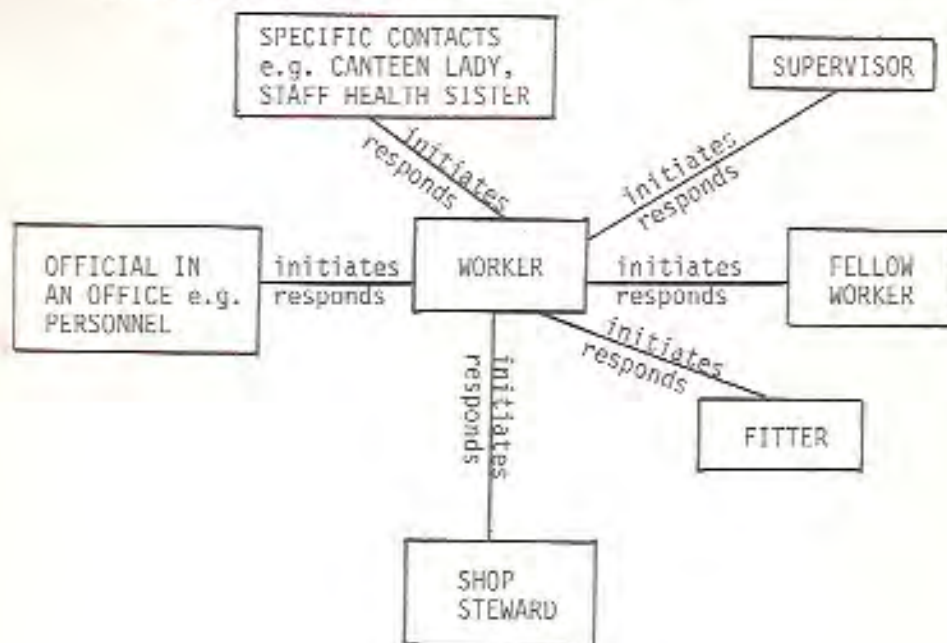 SPECIFIC CONTACTS
e.g. CANTEEN LADY,
STAFF HEALTH SISTER
SUPERVISOR
initiates
responds
initiates
responds
OFFICIAL IN
AN OFFICE e.g.
PERSONNEL
initiates
responds
WORKER
initiates
responds
FELLOW
WORKER
initiates
responds
FITTER
initiates
responds
SHOP
STEWARD